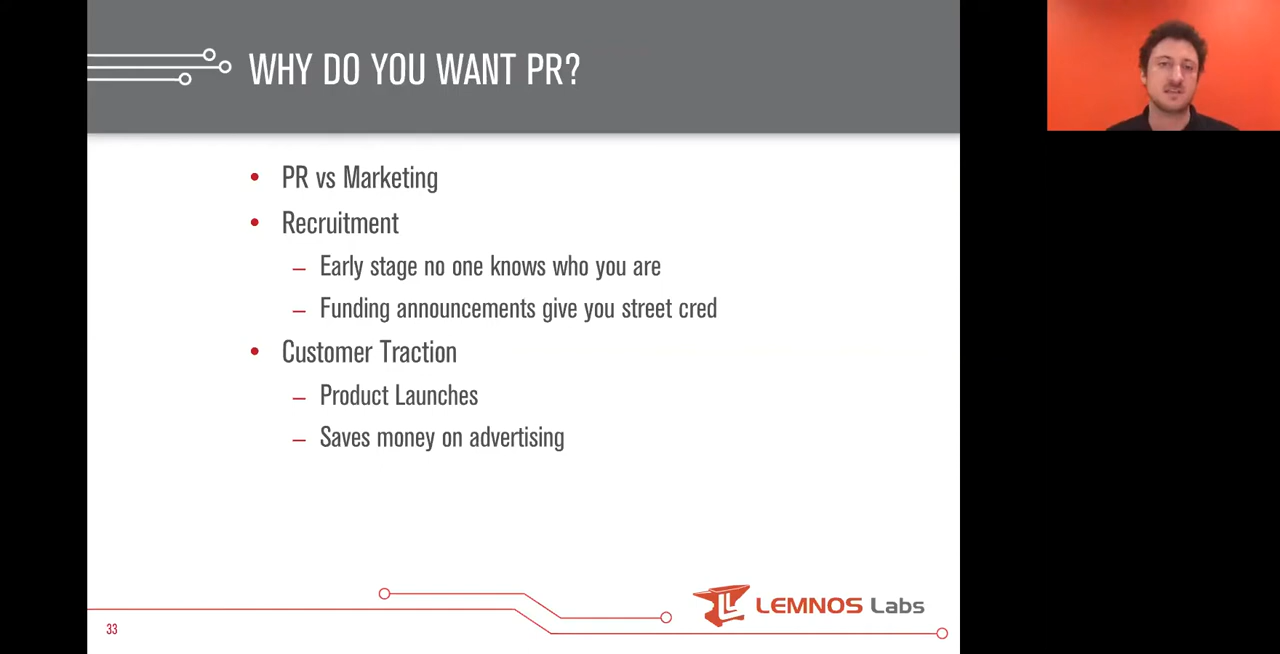 WHY DO YOU WANT PR?
• PR vs Marketing
• Recruitment
– Early stage no one knows who you are
– Funding announcements give you street cred
• Customer Traction
– Product Launches
– Saves money on advertising
LEMNOS Labs
33